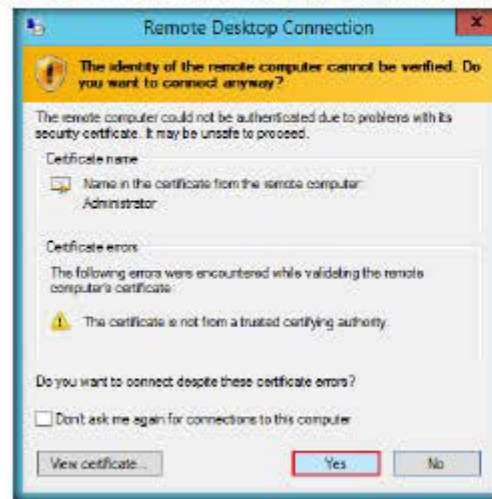 Remote Desktop Connection
The identity of the remote computer cannot be verified. Do
you want to connect anyway?
The remote computer could not be authenticated due to problems with its
security certificate. It may be unsafe to proceed.
Certificate name
Name in the certificate from the remote computer:
Administrator
Certificate errors
The following errors were encountered while validating the remote
computer's certificate:
The certificate is not from a trusted certifying authority.
Do you want to connect despite these certificate errors?
Don't ask me again for connections to this computer
View certificate... Yes No